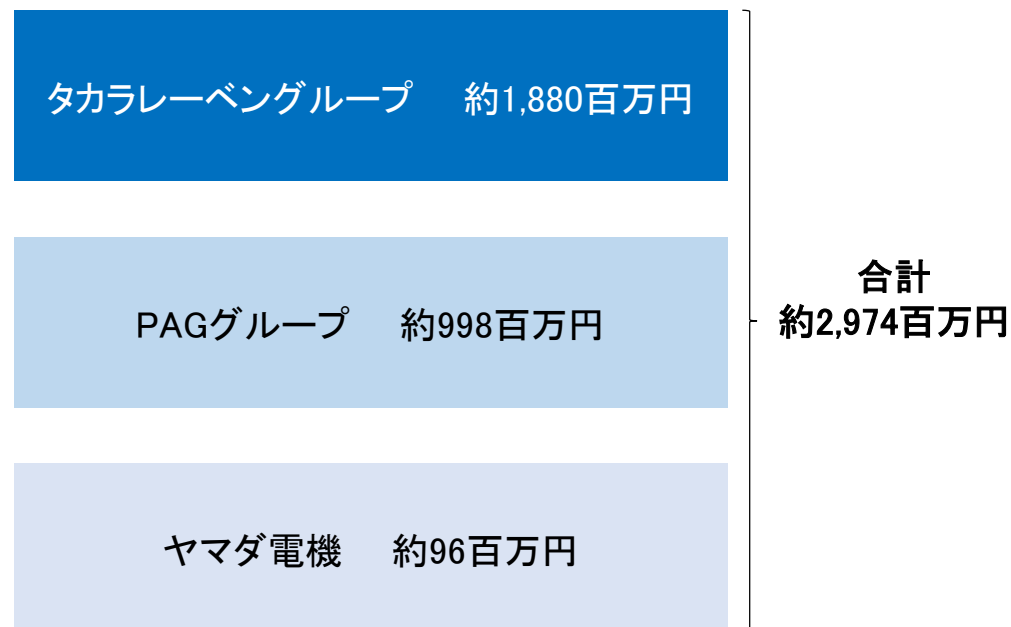 タカラレーベングループ 約1,880百万円
PAGグループ 約998百万円
ヤマダ電機 約96百万円
合計
約2,974百万円